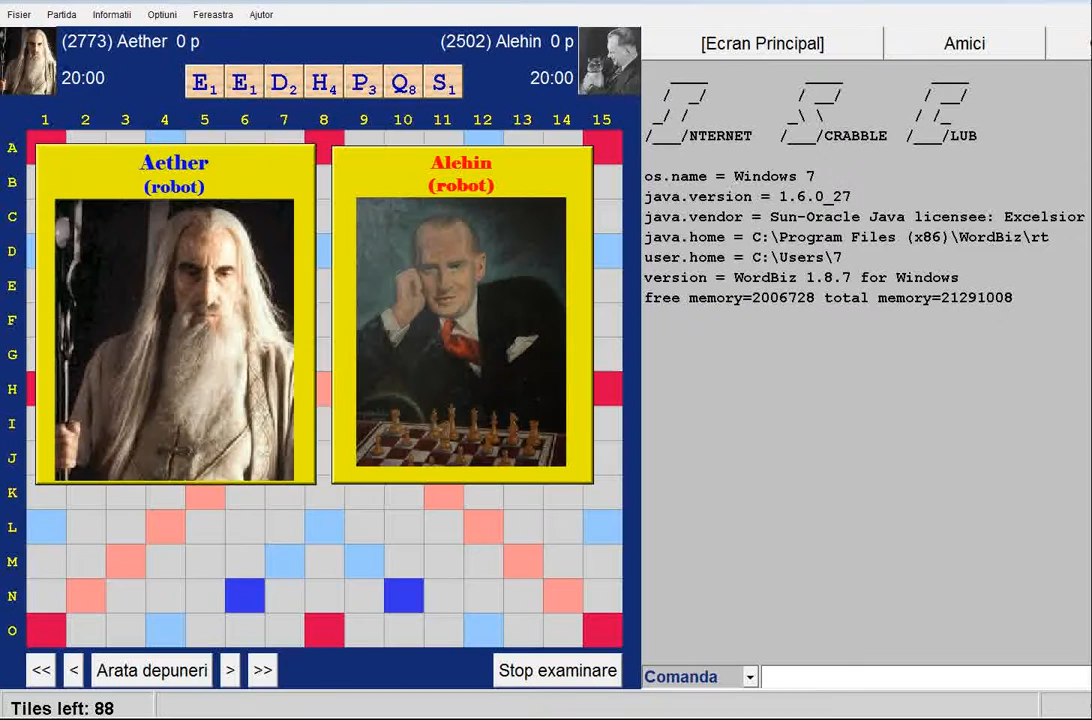 Fisier Partida Informatii Optiuni Fereastra Ajutor
(2773) Aether 0 p
(2502) Alehin 0 p
20:00
20:00
E1 E1 D2 H4 P3 Q8 S1
1 2 3 4 5 6 7 8 9 10 11 12 13 14 15
A
B
C
D
E
F
G
H
I
J
K
L
M
N
O
Aether
(robot)
Alehin
(robot)
<< < Arata depuneri > >> Stop examinare
Tiles left: 88
[Ecran Principal] Amici
I S C
/NTERNET /CRABBLE /LUB
os.name = Windows 7
java.version = 1.6.0_27
java.vendor = Sun-Oracle Java licensee: Excelsior
java.home = C:\Program Files (x86)\WordBiz\rt
user.home = C:\Users\7
version = WordBiz 1.8.7 for Windows
free memory=2006728 total memory=21291008
Comanda